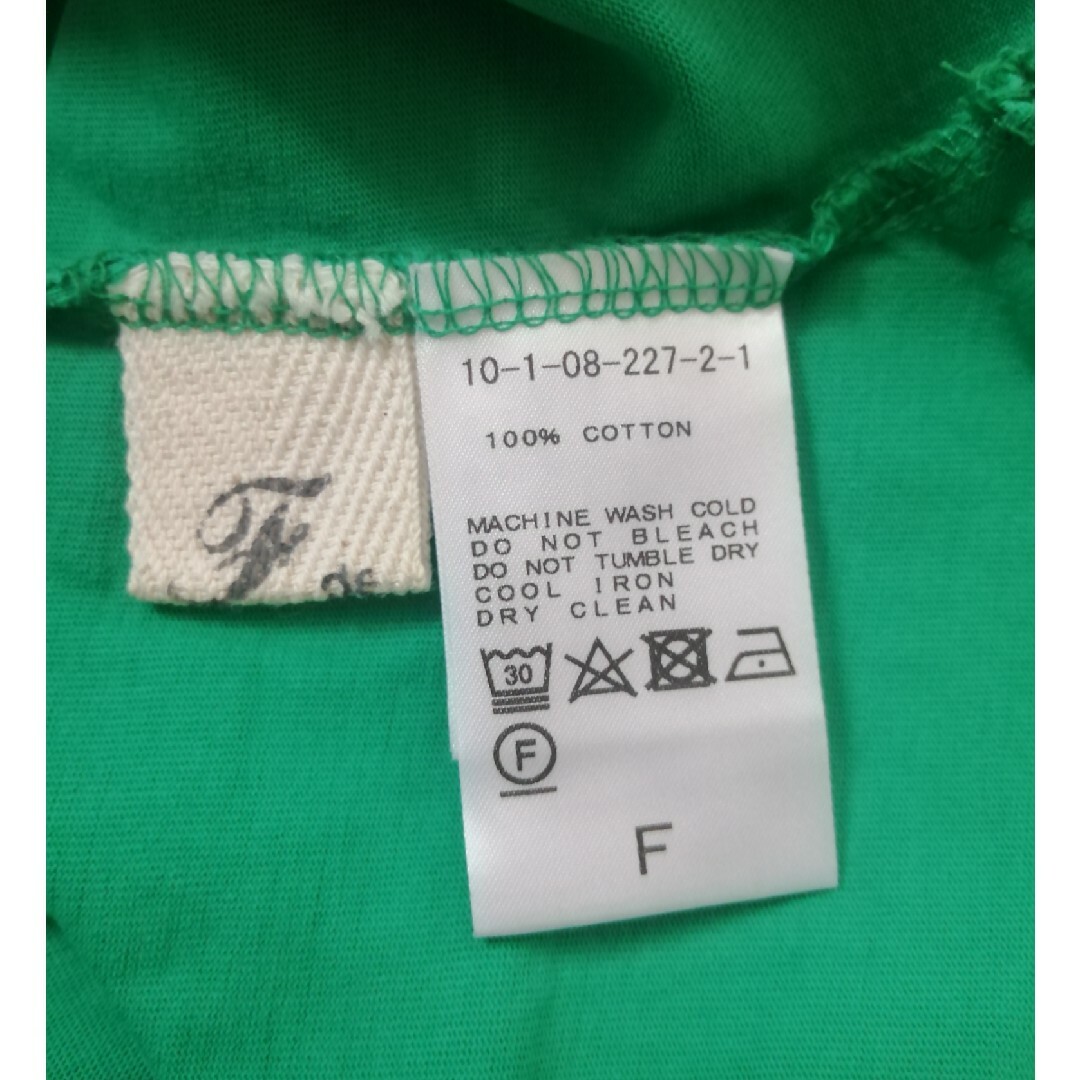 F
de
10-1-08-227-2-1
100% COTTON
MACHINE WASH COLD
DO NOT BLEACH
DO NOT TUMBLE DRY
COOL IRON
DRY CLEAN
30
F
F